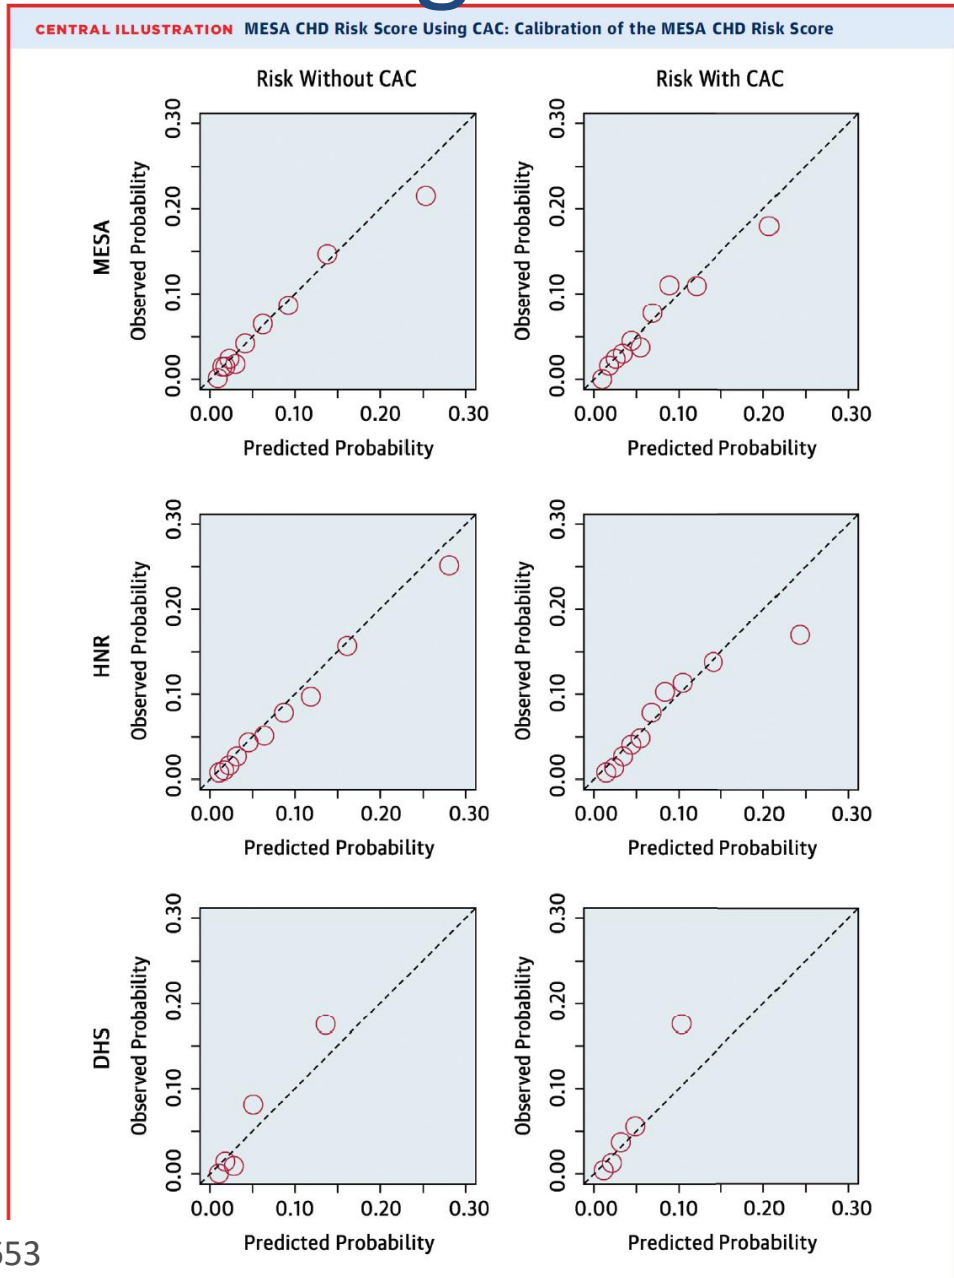 CENTRAL ILLUSTRATION MESA CHD Risk Score Using CAC: Calibration of the MESA CHD Risk Score
Risk Without CAC
Risk With CAC
MESA
Observed Probability
0.30
0.20
0.10
0.00
0.00 0.10 0.20 0.30
Predicted Probability
Observed Probability
0.30
0.20
0.10
0.00
0.00 0.10 0.20 0.30
Predicted Probability
HNR
Observed Probability
0.30
0.20
0.10
0.00
0.00 0.10 0.20 0.30
Predicted Probability
Observed Probability
0.30
0.20
0.10
0.00
0.00 0.10 0.20 0.30
Predicted Probability
DHS
Observed Probability
0.30
0.20
0.10
0.00
0.00 0.10 0.20 0.30
Predicted Probability
Observed Probability
0.30
0.20
0.10
0.00
0.00 0.10 0.20 0.30
Predicted Probability